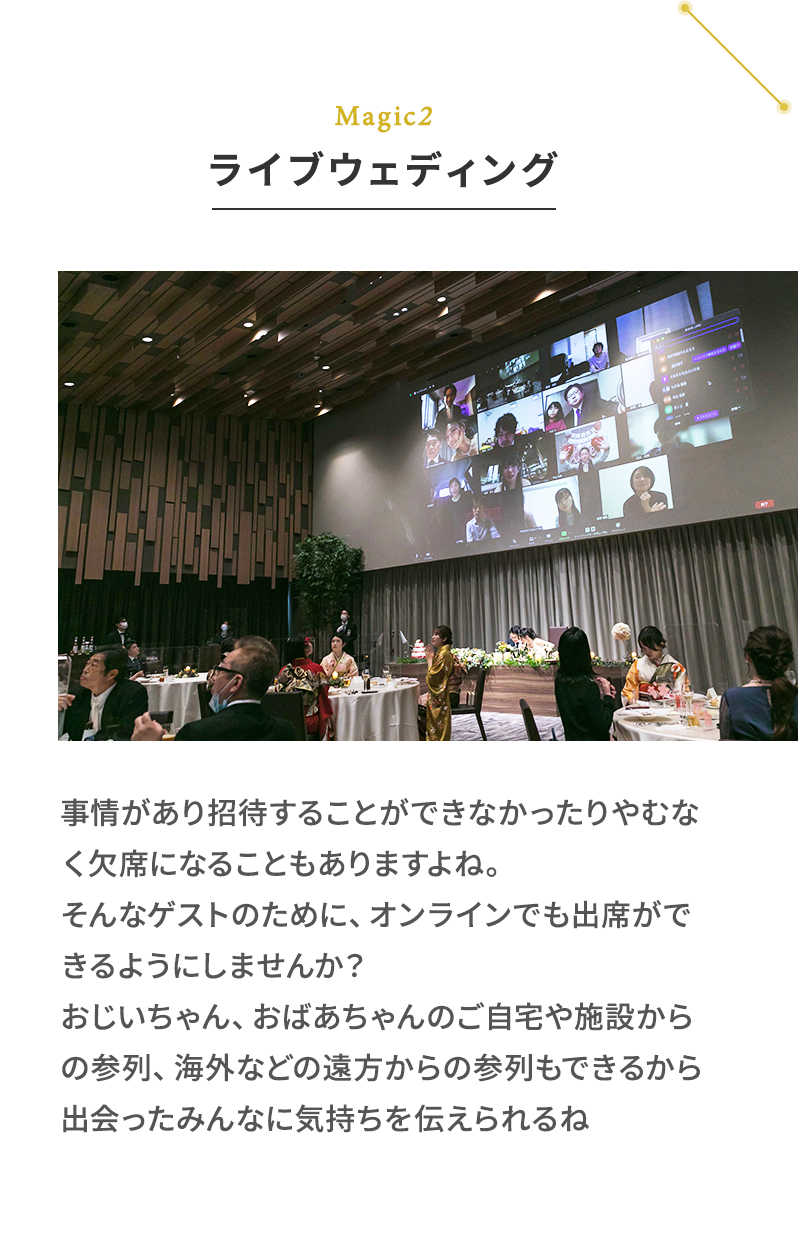 Magic2
ライブウェディング
事情があり招待することができなかったりやむな
く欠席になることもありますよね。
そんなゲストのために、オンラインでも出席がで
きるようにしませんか？
おじいちゃん、おばあちゃんのご自宅や施設から
の参列、海外などの遠方からの参列もできるから
出会ったみんなに気持ちを伝えられるね